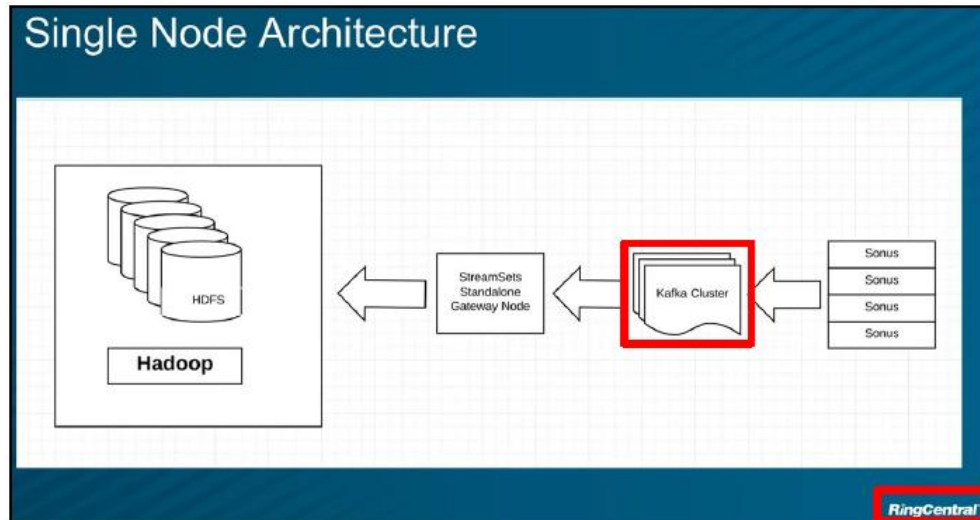 Single Node Architecture
HDFS
Hadoop
StreamSets
Standalone
Gateway Node
Kafka Cluster
Sonus
Sonus
Sonus
Sonus
RingCentral